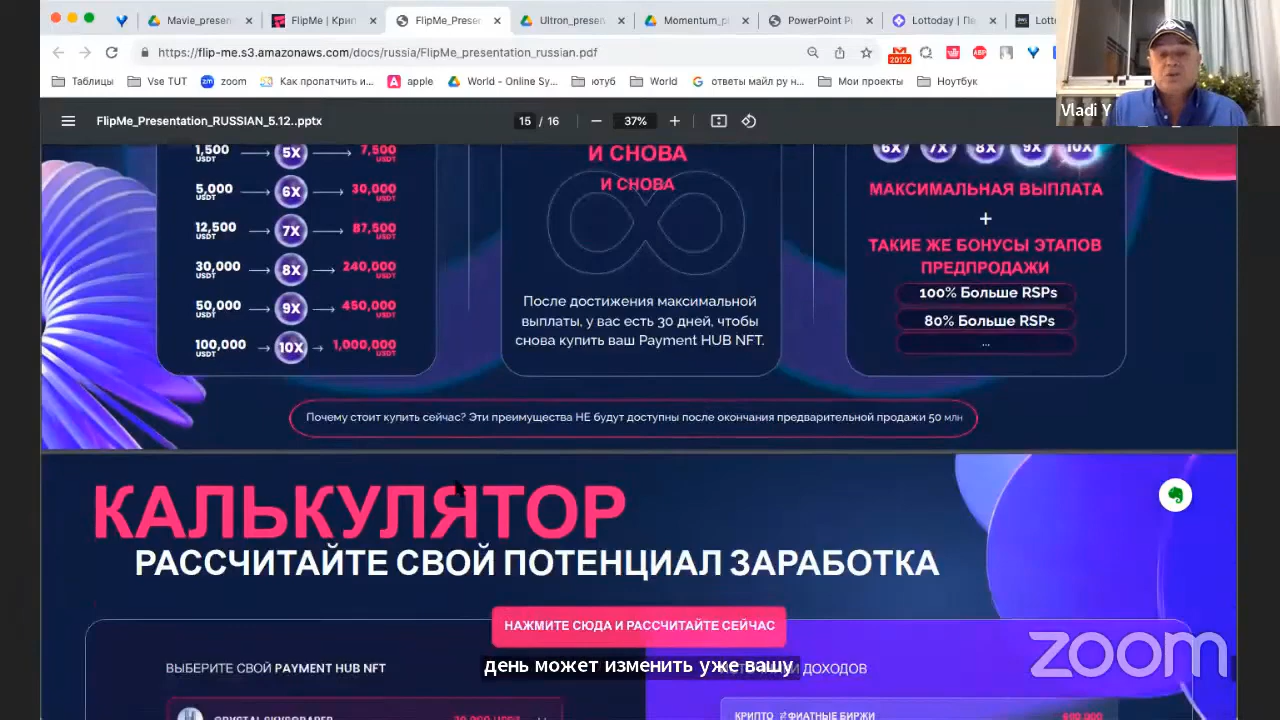 Mavie_presen
FlipMe | Крип
FlipMe_Presen
Ultron_presen
Momentum_p
PowerPoint P
Lottoday | П
Lotto
https://flip-me.s3.amazonaws.com/docs/russia/FlipMe_presentation_russian.pdf
20124
ABP
Таблицы
Vse TUT
zoom
Как пропатчить и...
apple
World - Online Sy...
ютуб
World
ответы майл ру н...
Мои проекты
Ноутбук
Vladi Y
FlipMe_Presentation_RUSSIAN_5.12..pptx
15 / 16
37%
1,500 USDT 5X 7,500 USDT
5,000 USDT 6X 30,000 USDT
12,500 USDT 7X 87,500 USDT
30,000 USDT 8X 240,000 USDT
50,000 USDT 9X 450,000 USDT
100,000 USDT 10X 1,000,000 USDT
И СНОВА
И СНОВА
После достижения максимальной
выплаты, у вас есть 30 дней, чтобы
снова купить ваш Payment HUB NFT.
6X 7X 8X 9X 10X
МАКСИМАЛЬНАЯ ВЫПЛАТА
+
ТАКИЕ ЖЕ БОНУСЫ ЭТАПОВ
ПРЕДПРОДАЖИ
100% Больше RSPs
80% Больше RSPs
...
Почему стоит купить сейчас? Эти преимущества НЕ будут доступны после окончания предварительной продажи 50 млн
КАЛЬКУЛЯТОР
РАССЧИТАЙТЕ СВОЙ ПОТЕНЦИАЛ ЗАРАБОТКА
НАЖМИТЕ СЮДА И РАССЧИТАЙТЕ СЕЙЧАС
ВЫБЕРИТЕ СВОЙ PAYMENT HUB NFT
ДОХОДОВ
день может изменить уже вашу
zoom
CRYSTAL SKYSCRAPER
КРИПТО ⇄ ФИАТНЫЕ БИРЖИ